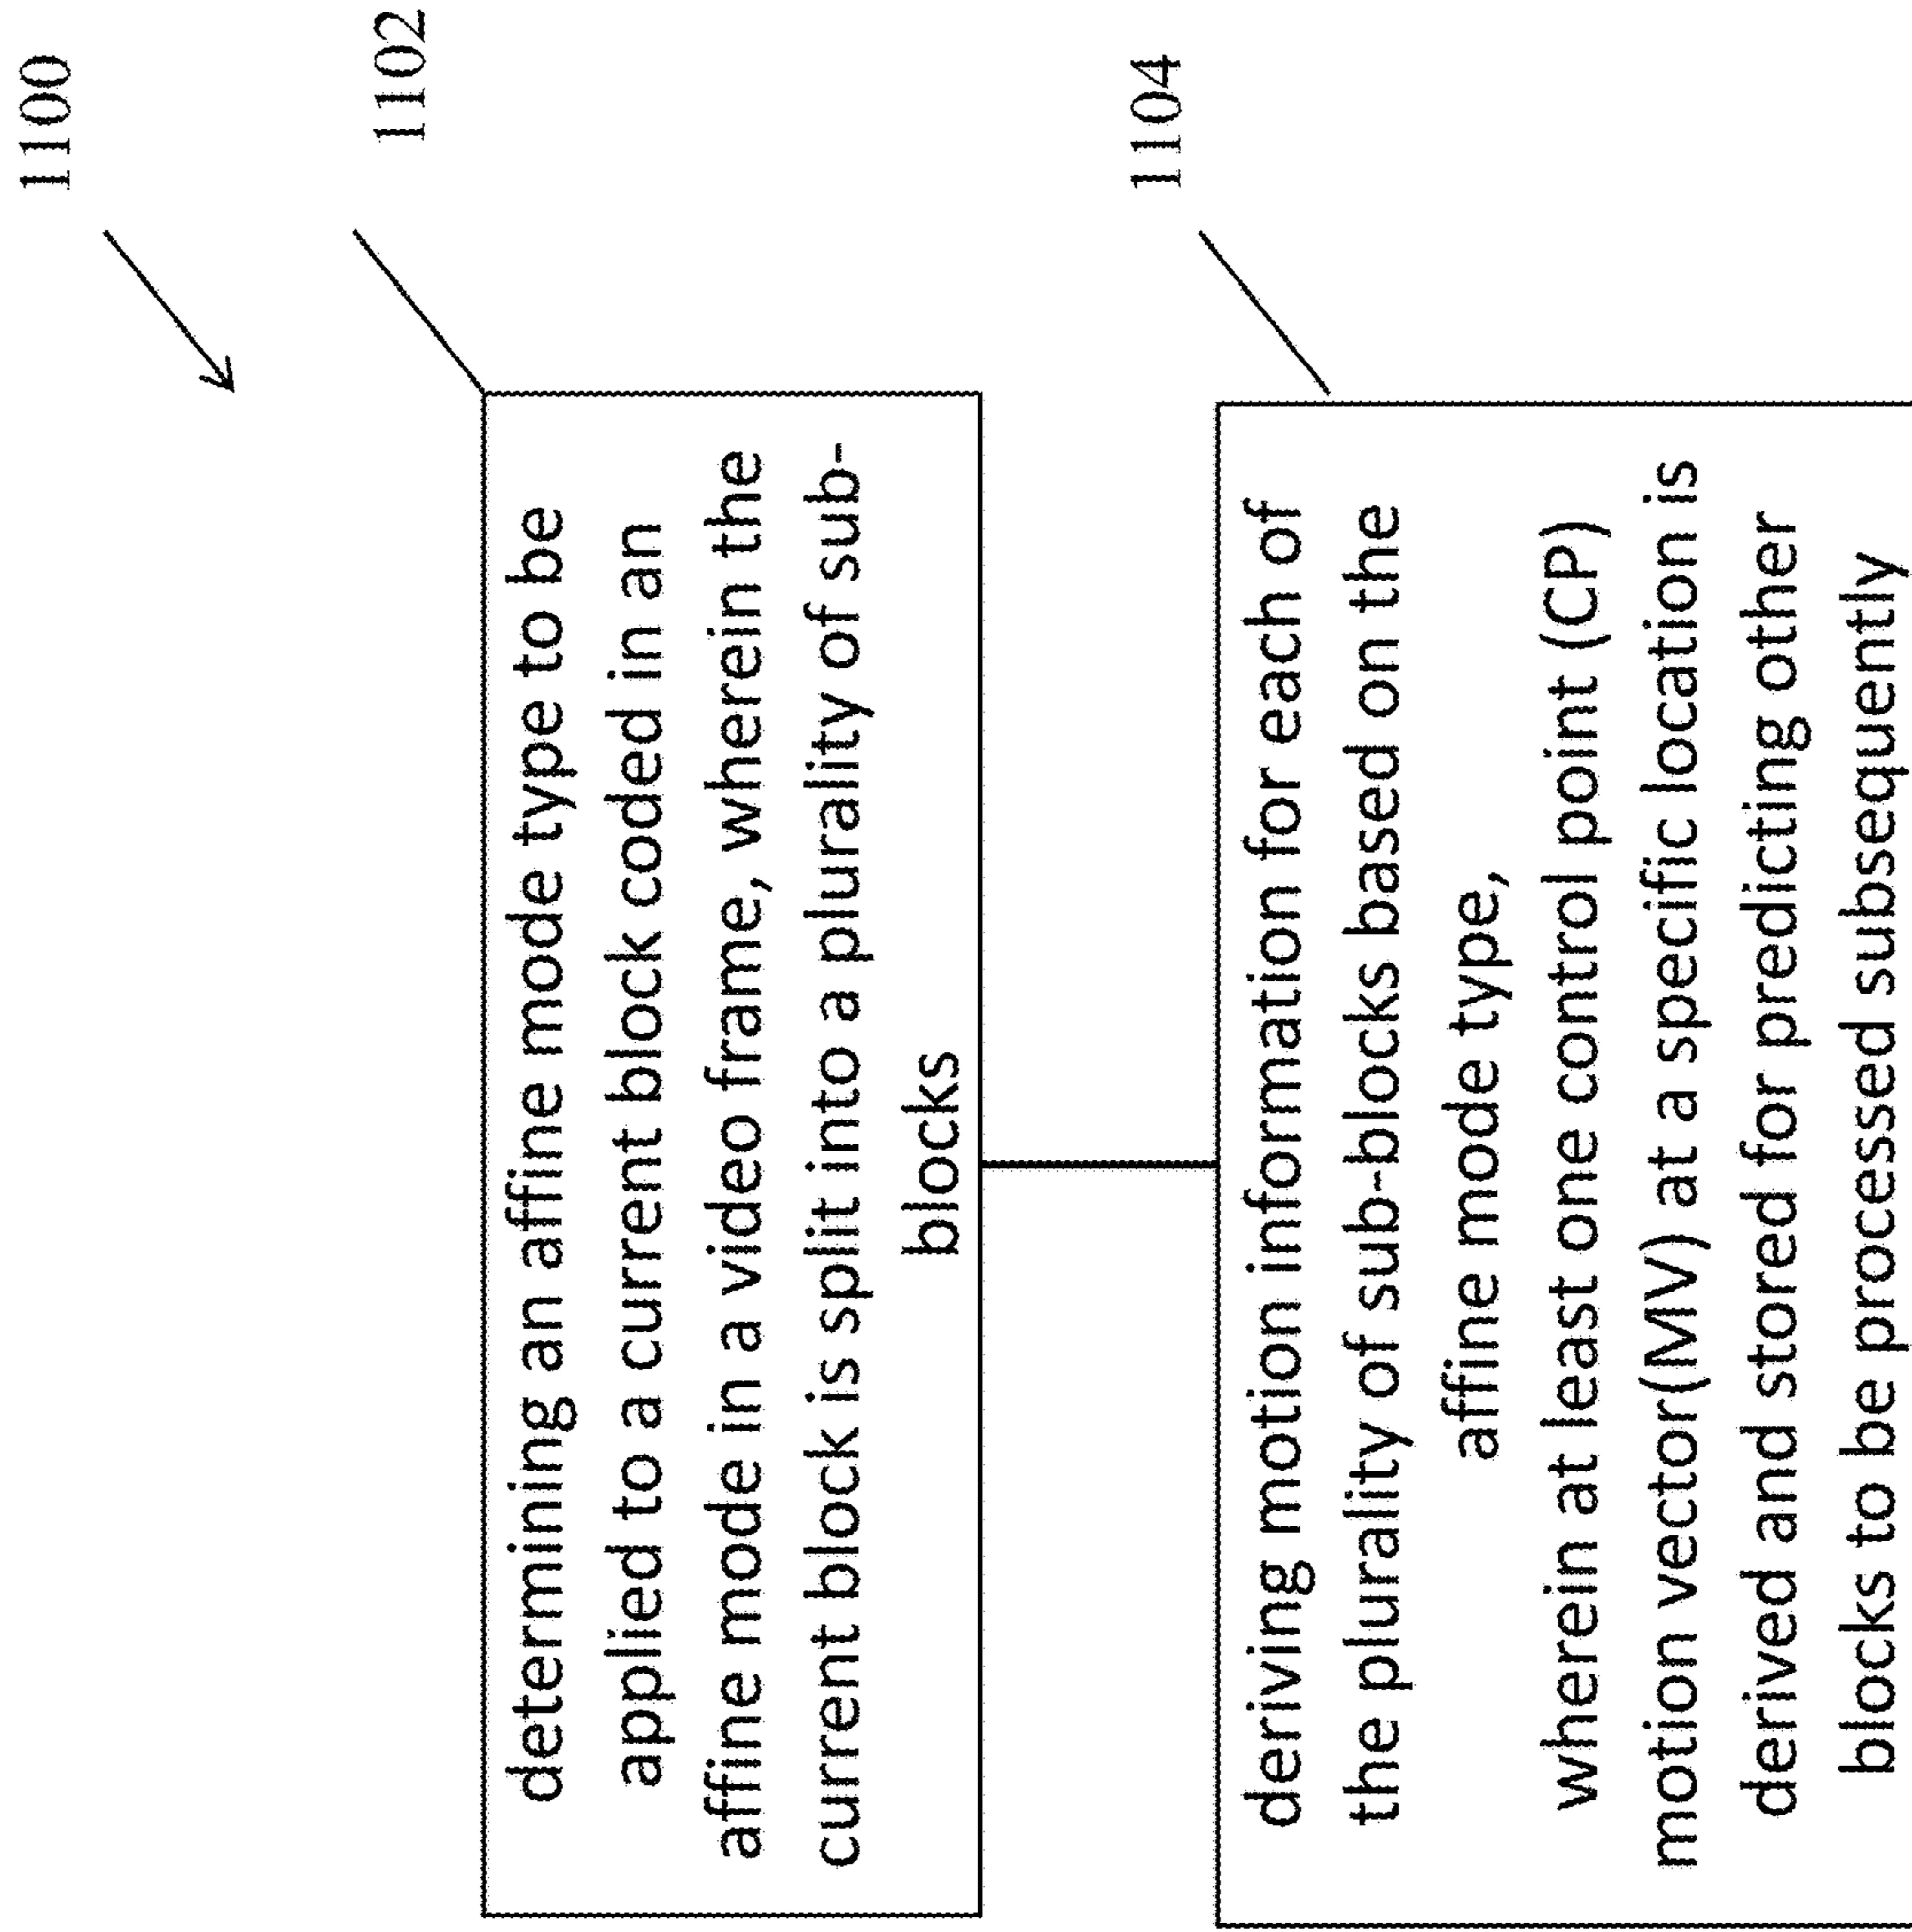 1100
1102
determining an affine mode type to be
applied to a current block coded in an
affine mode in a video frame, wherein the
current block is split into a plurality of sub-
blocks
1104
deriving motion information for each of
the plurality of sub-blocks based on the
affine mode type,
wherein at least one control point (CP)
motion vector(MV) at a specific location is
derived and stored for predicting other
blocks to be processed subsequently